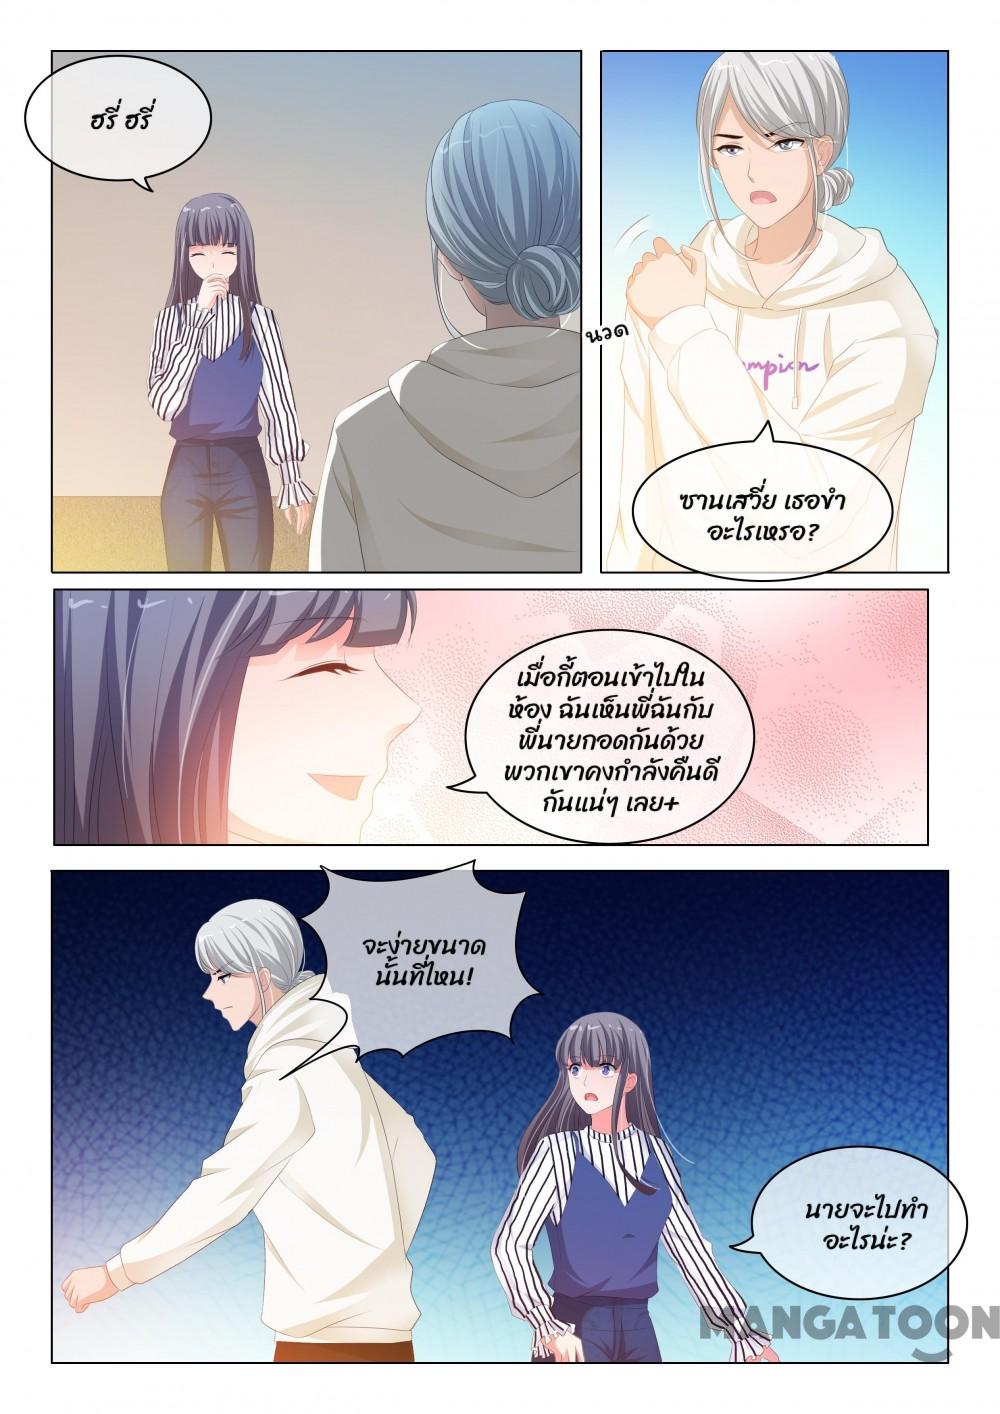 ฮรี่ ฮรี่
นวด
mpion
ซานเสวี่ย เธอขำ
อะไรเหรอ?
เมื่อกี้ตอนเข้าไปใน
ห้อง ฉันเห็นพี่ฉันกับ
พี่นายกอดกันด้วย
พวกเขาคงกำลังคืนดี
กันแน่ๆ เลย+
จะง่ายขนาด
นั้นที่ไหน!
นายจะไปทำ
อะไรน่ะ?
MANGATOON